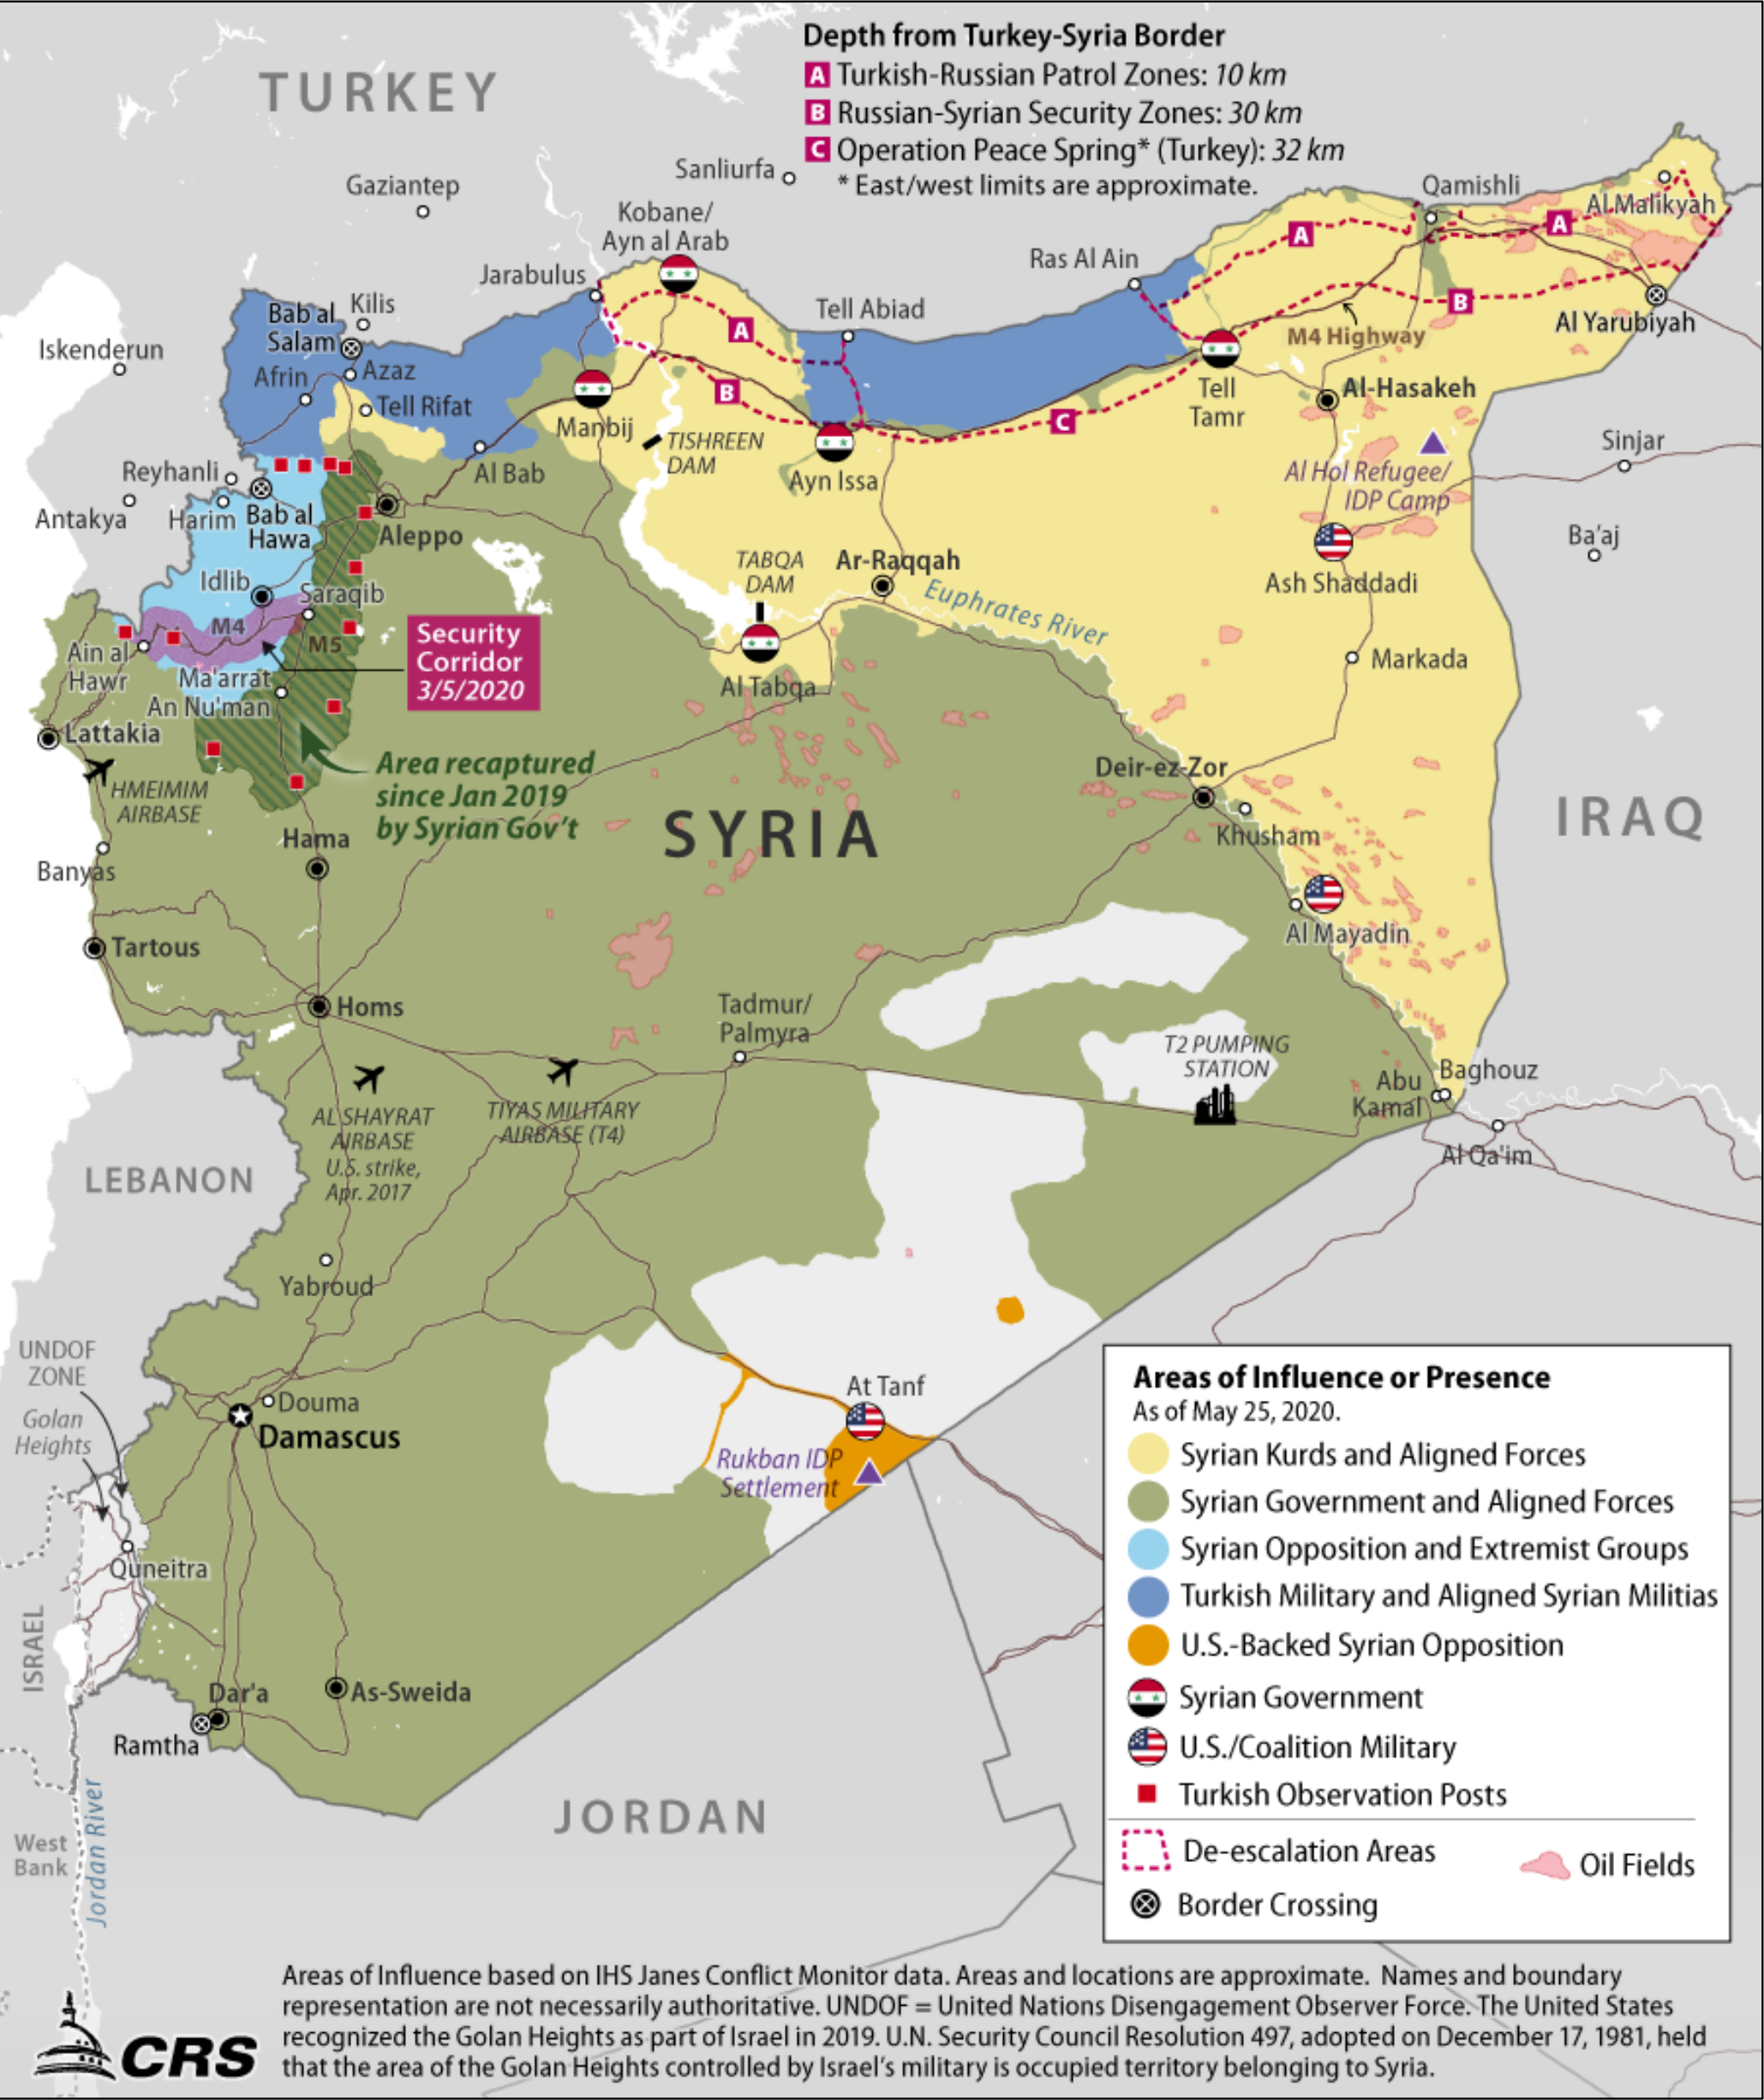 Depth from Turkey-Syria Border
A Turkish-Russian Patrol Zones: 10 km
B Russian-Syrian Security Zones: 30 km
C Operation Peace Spring* (Turkey): 32 km
* East/west limits are approximate.
TURKEY
Sanliurfa
Gaziantep
Qamishli
Al Malikyah
Kobane/
Ayn al Arab
A
A
Ras Al Ain
Jarabulus
Tell Abiad
Bab al
Salam
Kilis
A
B
M4 Highway
Al Yarubiyah
Iskenderun
Afrin
Azaz
Tell Rifat
B
Tell
Tamr
Al-Hasakeh
C
Manbij
TISHREEN
DAM
Sinjar
Reyhanli
Al Bab
Ayn Issa
Al Hol Refugee/
IDP Camp
Antakya
Harim
Bab al
Hawa
Aleppo
Ba'aj
TABQA
DAM
Ar-Raqqah
Idlib
Saraqib
Ash Shaddadi
Euphrates River
M4
M5
Security
Corridor
3/5/2020
Ain al
Hawr
Markada
Ma'arrat
An Nu'man
Al Tabqa
Lattakia
Area recaptured
since Jan 2019
by Syrian Gov't
Deir-ez-Zor
HMEIMIM
AIRBASE
SYRIA
IRAQ
Khusham
Hama
Banyas
Al Mayadin
Tartous
Homs
Tadmur/
Palmyra
T2 PUMPING
STATION
Abu
Kamal
Baghouz
AL SHAYRAT
AIRBASE
U.S. strike,
Apr. 2017
TIYAS MILITARY
AIRBASE (T4)
Al Qa'im
LEBANON
Yabroud
UNDOF
ZONE
Golan
Heights
At Tanf
Douma
Damascus
Rukban IDP
Settlement
Quneitra
ISRAEL
Dar'a
As-Sweida
Ramtha
JORDAN
West
Bank
Jordan River
Areas of Influence or Presence
As of May 25, 2020.
Syrian Kurds and Aligned Forces
Syrian Government and Aligned Forces
Syrian Opposition and Extremist Groups
Turkish Military and Aligned Syrian Militias
U.S.-Backed Syrian Opposition
Syrian Government
U.S./Coalition Military
Turkish Observation Posts
De-escalation Areas
Oil Fields
Border Crossing
Areas of Influence based on IHS Janes Conflict Monitor data. Areas and locations are approximate. Names and boundary
representation are not necessarily authoritative. UNDOF = United Nations Disengagement Observer Force. The United States
recognized the Golan Heights as part of Israel in 2019. U.N. Security Council Resolution 497, adopted on December 17, 1981, held
that the area of the Golan Heights controlled by Israel's military is occupied territory belonging to Syria.
CRS